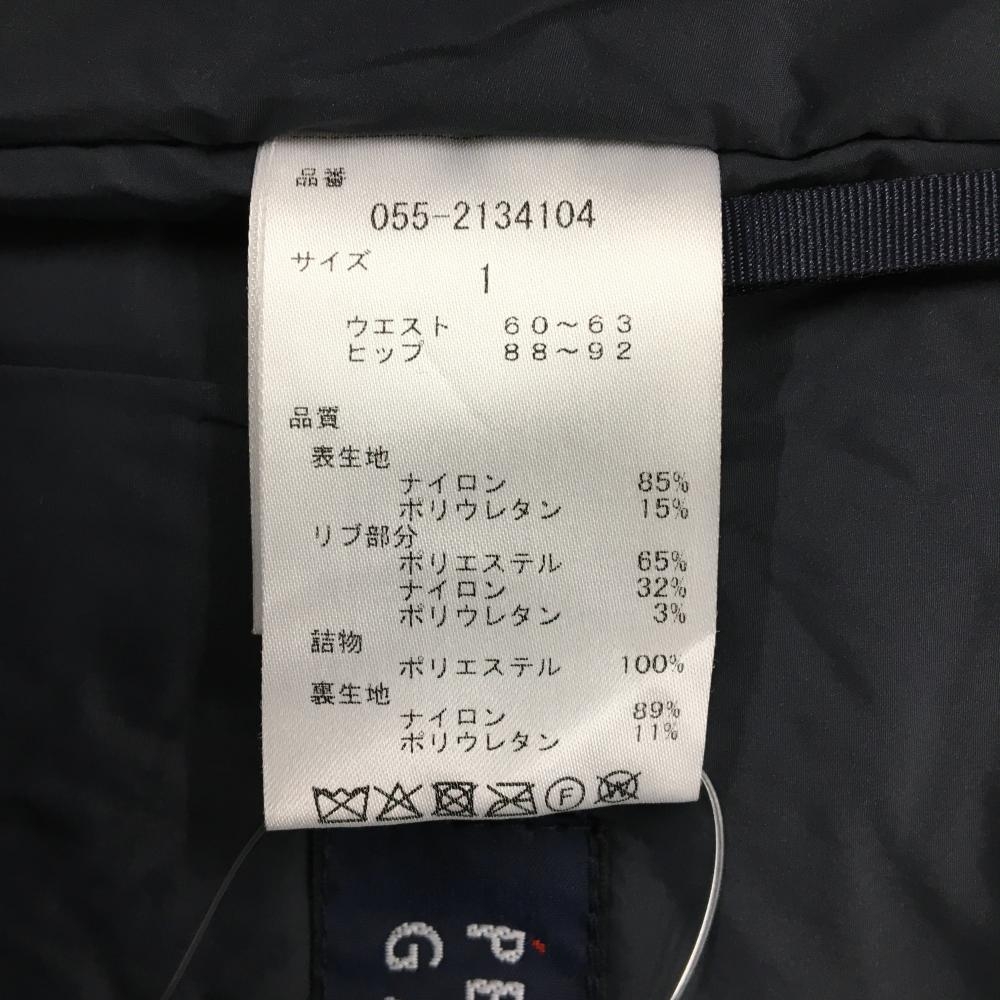 品番
055-2134104
サイズ
1
ウエスト 60～63
ヒップ 88～92
品質
表生地
ナイロン 85%
ポリウレタン 15%
リブ部分
ポリエステル 65%
ナイロン 32%
ポリウレタン 3%
詰物
ポリエステル 100%
裏生地
ナイロン 89%
ポリウレタン 11%
F W
PE
G